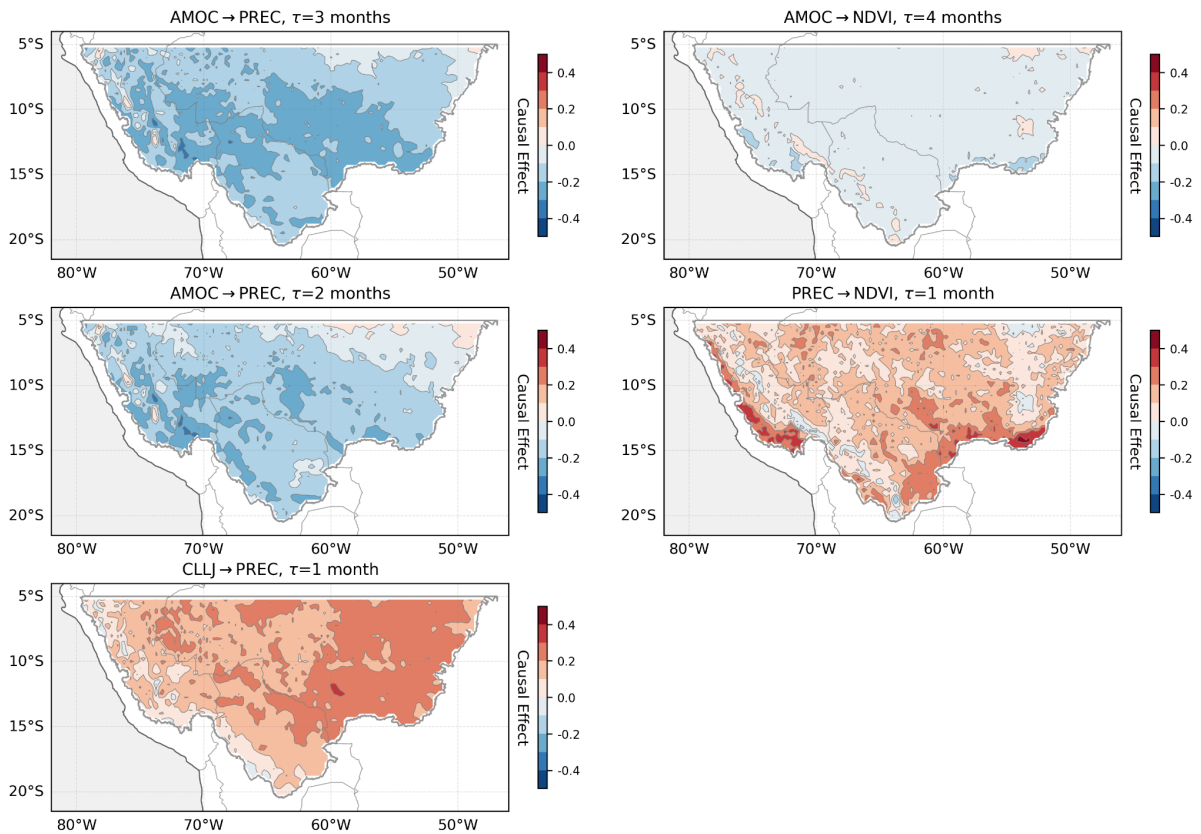 AMOC→PREC, τ=3 months
5°S
10°S
15°S
20°S
80°W 70°W 60°W 50°W
0.4
0.2
0.0
-0.2
-0.4
Causal Effect
AMOC→NDVI, τ=4 months
5°S
10°S
15°S
20°S
80°W 70°W 60°W 50°W
0.4
0.2
0.0
-0.2
-0.4
Causal Effect
AMOC→PREC, τ=2 months
5°S
10°S
15°S
20°S
80°W 70°W 60°W 50°W
0.4
0.2
0.0
-0.2
-0.4
Causal Effect
PREC→NDVI, τ=1 month
5°S
10°S
15°S
20°S
80°W 70°W 60°W 50°W
0.4
0.2
0.0
-0.2
-0.4
Causal Effect
CLLJ→PREC, τ=1 month
5°S
10°S
15°S
20°S
80°W 70°W 60°W 50°W
0.4
0.2
0.0
-0.2
-0.4
Causal Effect